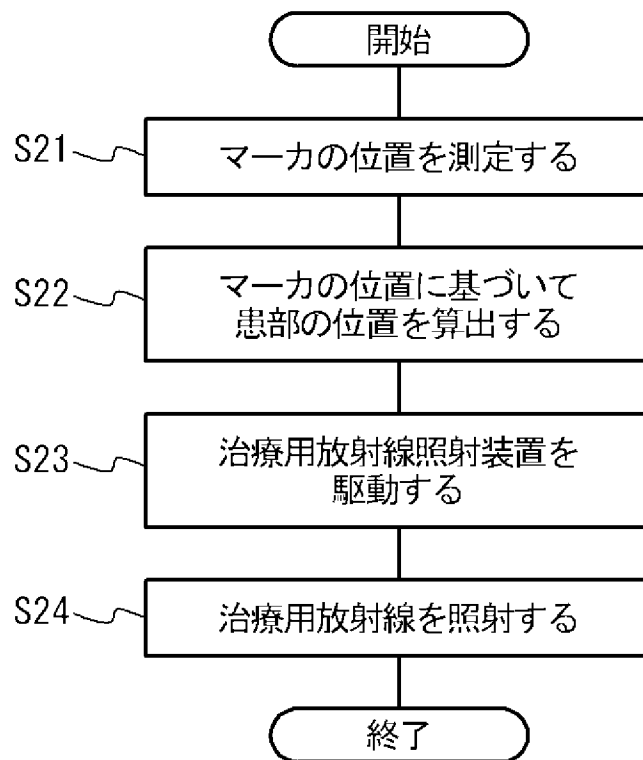 開始
S21
マーカの位置を測定する
S22
マーカの位置に基づいて
患部の位置を算出する
S23
治療用放射線照射装置を
駆動する
S24
治療用放射線を照射する
終了